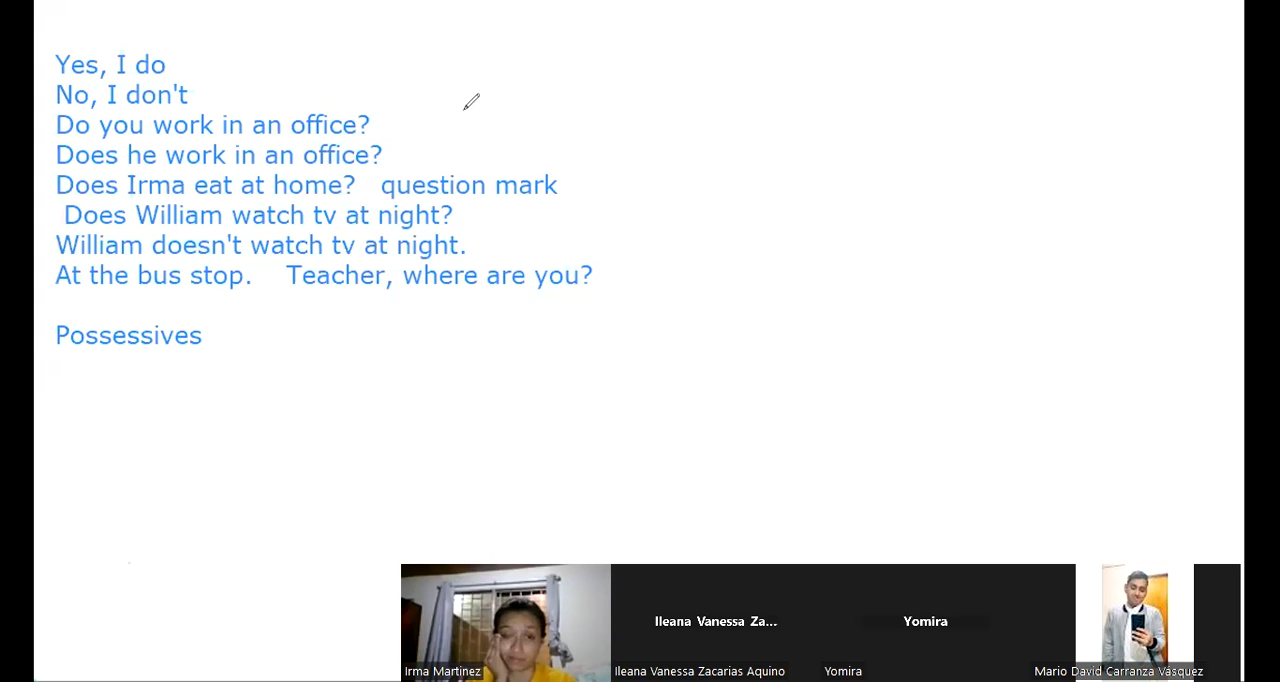 Yes, I do
No, I don't
Do you work in an office?
Does he work in an office?
Does Irma eat at home?   question mark
Does William watch tv at night?
William doesn't watch tv at night.
At the bus stop.    Teacher, where are you?
Possessives
Ileana Vanessa Za...
Yomira
Irma Martinez
Ileana Vanessa Zacarias Aquino
Yomira
Mario David Carranza Vásquez